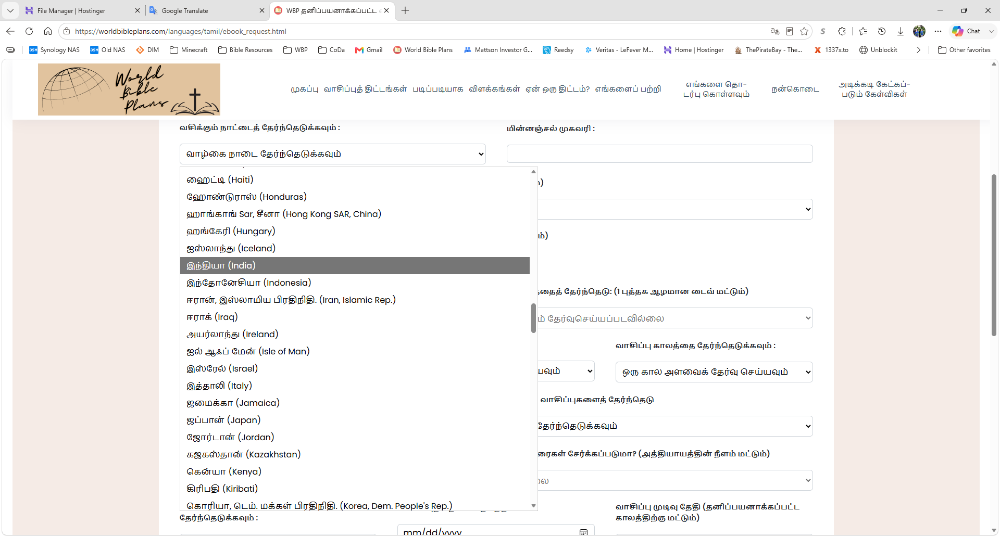 File Manager | Hostinger
Google Translate
WBP தனிப்பயனாக்கப்பட்ட
https://worldbibleplans.com/languages/tamil/ebook_request.html
Chat
Synology NAS
Old NAS
DIM
Minecraft
Bible Resources
WBP
CoDa
Gmail
World Bible Plans
Mattson Investor G...
Reedsy
Veritas - LeFever M...
Home | Hostinger
ThePirateBay - The...
1337x.to
Unblockit
Other favorites
World
Bible
Plans
முகப்பு வாசிப்புத் திட்டங்கள் படிப்படியாக விளக்கங்கள் ஏன் ஒரு திட்டம்? எங்களைப் பற்றி
எங்களை தொ-
டர்பு கொள்ளவும்
நன்கொடை
அடிக்கடி கேட்கப்-
படும் கேள்விகள்
வசிக்கும் நாட்டைத் தேர்ந்தெடுக்கவும் :
மின்னஞ்சல் முகவரி :
வாழ்கை நாடை தேர்ந்தெடுக்கவும்
ஹைட்டி (Haiti)
ஹோண்டுராஸ் (Honduras)
ஹாங்காங் Sar, சீனா (Hong Kong SAR, China)
ஹங்கேரி (Hungary)
ஐஸ்லாந்து (Iceland)
இந்தியா (India)
இந்தோனேசியா (Indonesia)
ஈரான், இஸ்லாமிய பிரதிநிதி. (Iran, Islamic Rep.)
ஈராக் (Iraq)
அயர்லாந்து (Ireland)
ஐல் ஆஃப் மேன் (Isle of Man)
இஸ்ரேல் (Israel)
இத்தாலி (Italy)
ஜமைக்கா (Jamaica)
ஜப்பான் (Japan)
ஜோர்டான் (Jordan)
கஜகஸ்தான் (Kazakhstan)
கென்யா (Kenya)
கிரிபதி (Kiribati)
கொரியா, டெம். மக்கள் பிரதிநிதி. (Korea, Dem. People's Rep.)
ம்)
தைத் தேர்ந்தெடு: (1 புத்தக ஆழமான டைவ் மட்டும்)
ம் தேர்வுசெய்யப்படவில்லை
வாசிப்பு காலத்தை தேர்ந்தெடுக்கவும் :
யவும்
ஒரு கால அளவைக் தேர்வு செய்யவும்
வாசிப்புகளைத் தேர்ந்தெடு
தேர்ந்தெடுக்கவும்
ரைகள் சேர்க்கப்படுமா? (அத்தியாயத்தின் நீளம் மட்டும்)
லை
தேர்ந்தெடுக்கவும் :
mm/dd/yyyy
வாசிப்பு முடிவு தேதி (தனிப்பயனாக்கப்பட்ட
காலத்திற்கு மட்டும்)